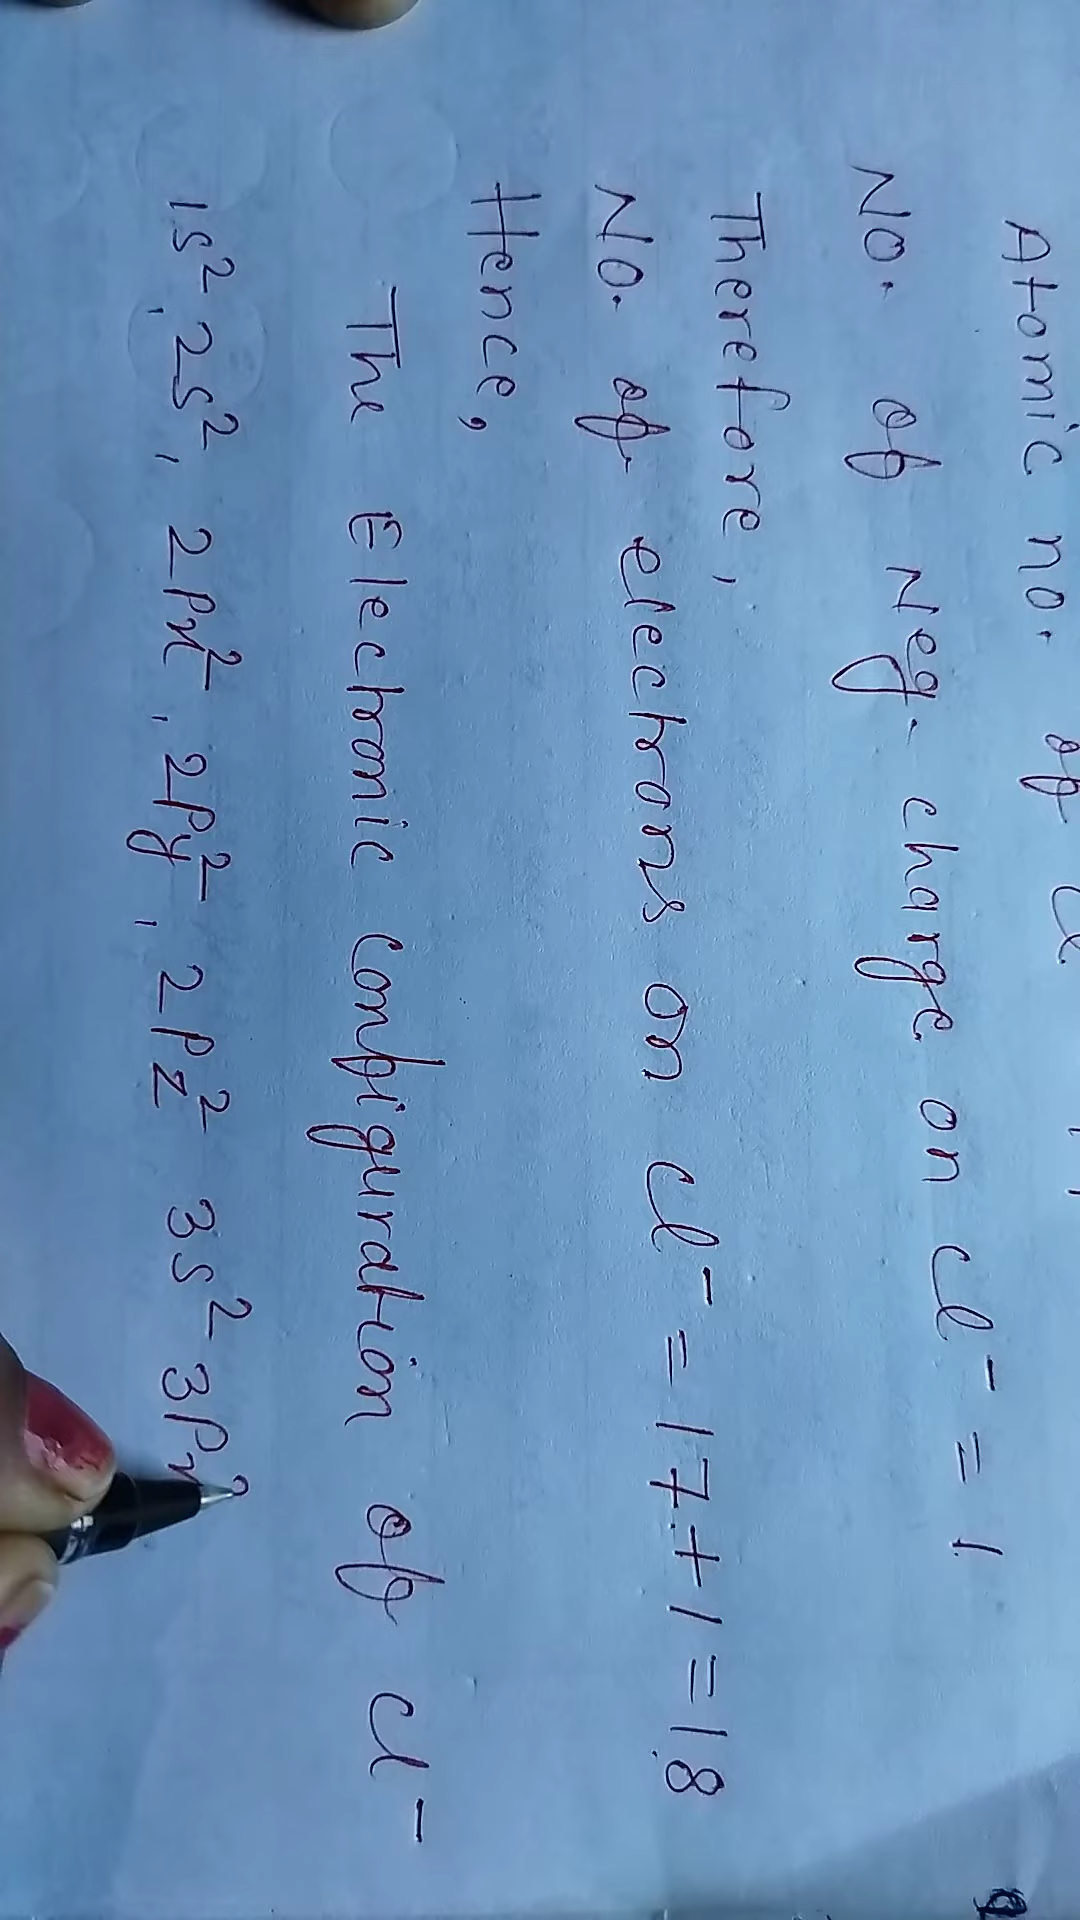 Atomic no. of Cl
No. of Neg. charge on Cl⁻ = 1
Therefore,
No. of electrons on Cl⁻ = 17+1=18
Hence,
The Electronic configuration of Cl⁻
1s², 2s², 2Px², 2Py², 2Pz² 3s² 3Px²